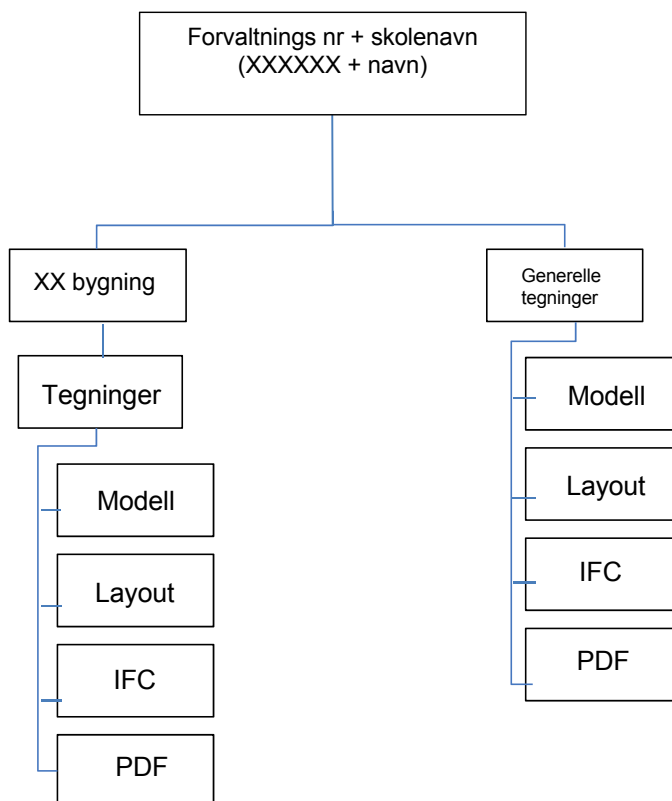 Forvaltnings nr + skolenavn
(XXXXXX + navn)
XX bygning
Tegninger
Modell
Layout
IFC
PDF
Generelle
tegninger
Modell
Layout
IFC
PDF